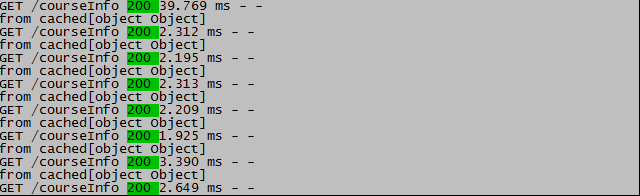 GET /courseInfo 200 39.769 ms - -
from cached[object Object]
GET /courseInfo 200 2.312 ms - -
from cached[object Object]
GET /courseInfo 200 2.195 ms - -
from cached[object Object]
GET /courseInfo 200 2.313 ms - -
from cached[object Object]
GET /courseInfo 200 2.209 ms - -
from cached[object Object]
GET /courseInfo 200 1.925 ms - -
from cached[object Object]
GET /courseInfo 200 3.390 ms - -
from cached[object Object]
GET /courseInfo 200 2.649 ms - -